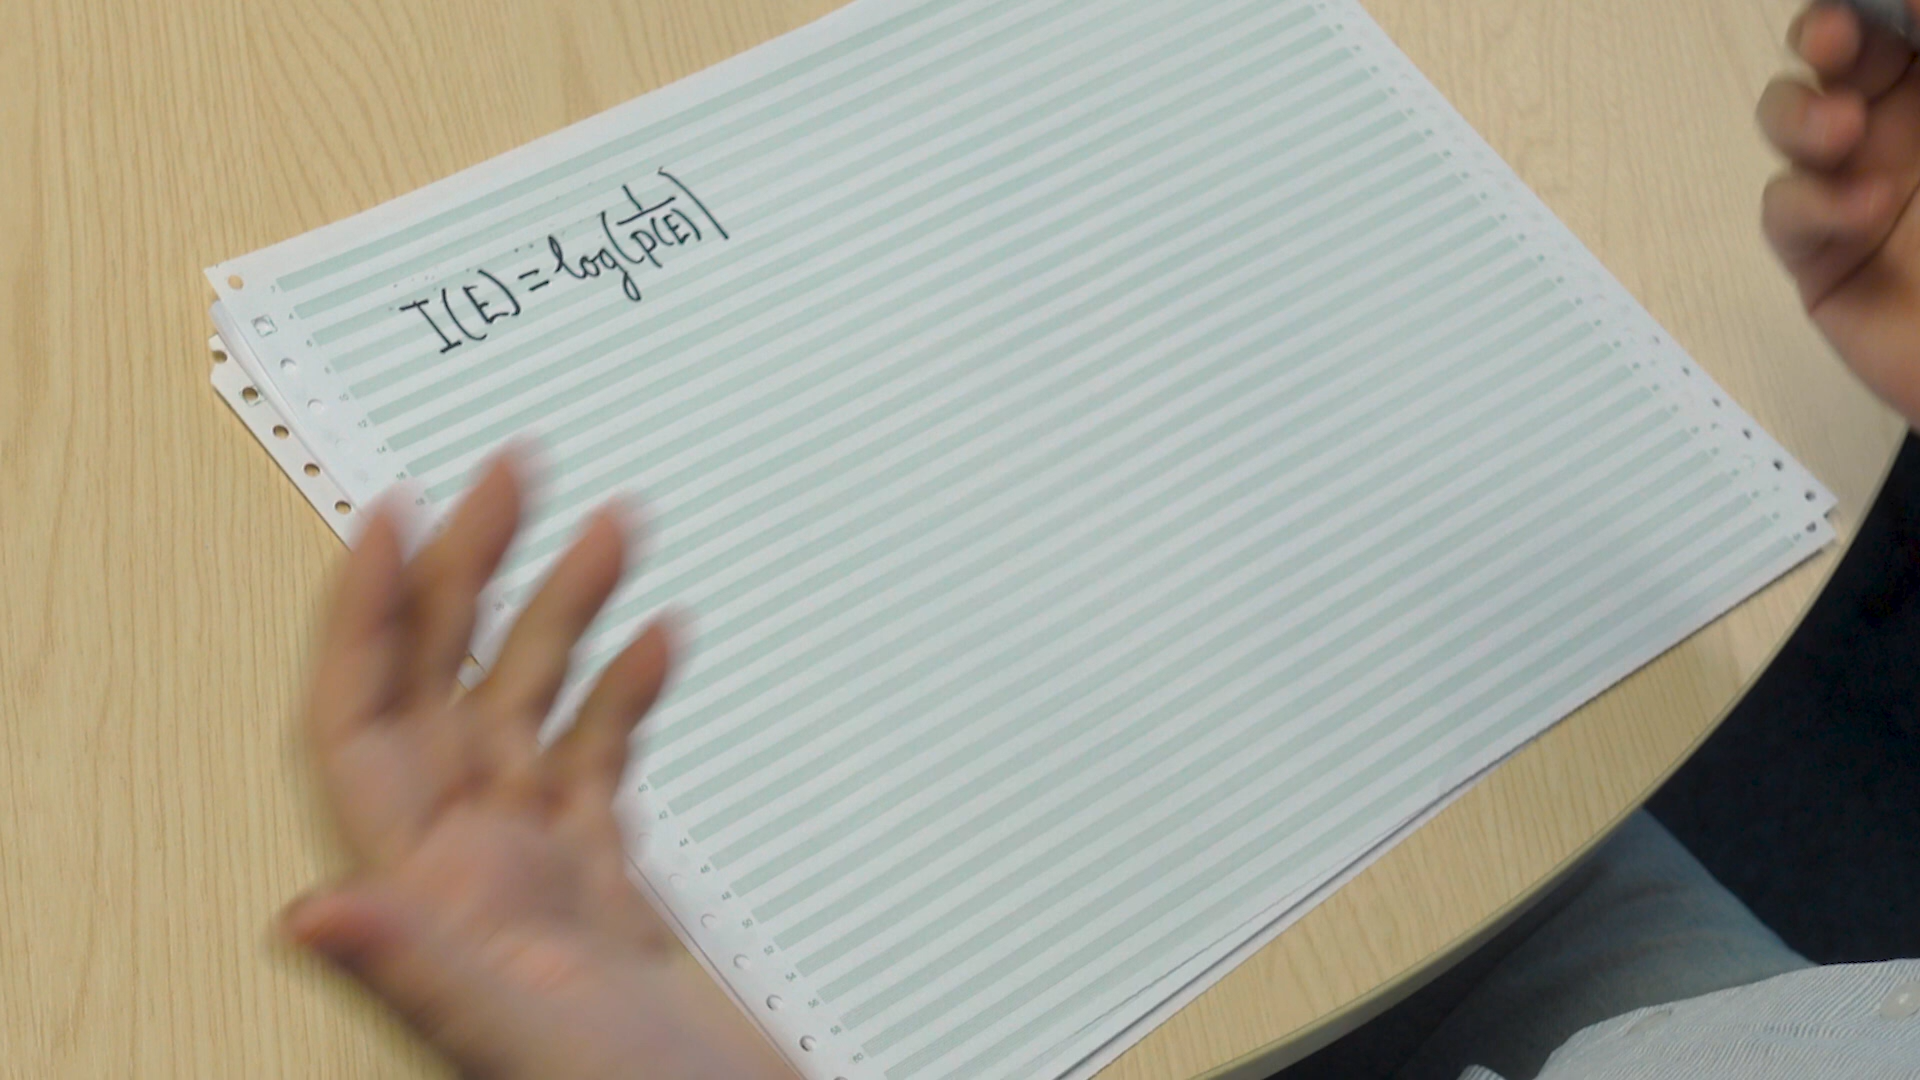 I(E) = log(1/p(E))